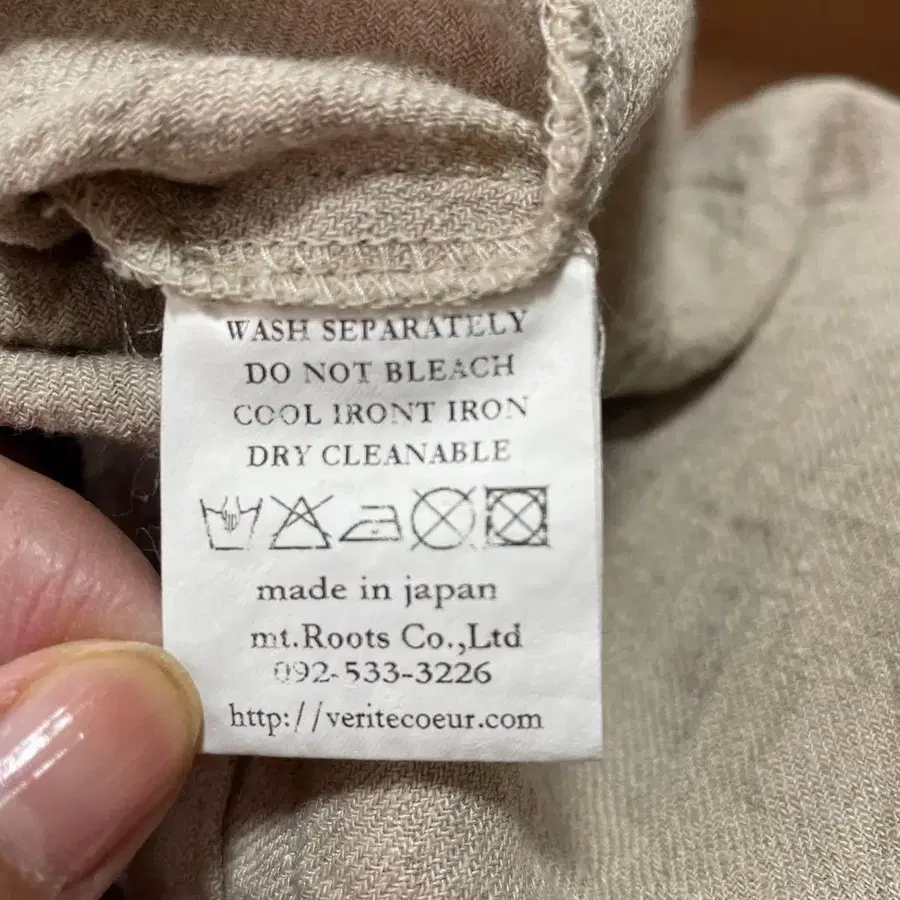 WASH SEPARATELY
DO NOT BLEACH
COOL IRONT IRON
DRY CLEANABLE
made in japan
mt.Roots Co.,Ltd
092-533-3226
http://veritecoeur.com